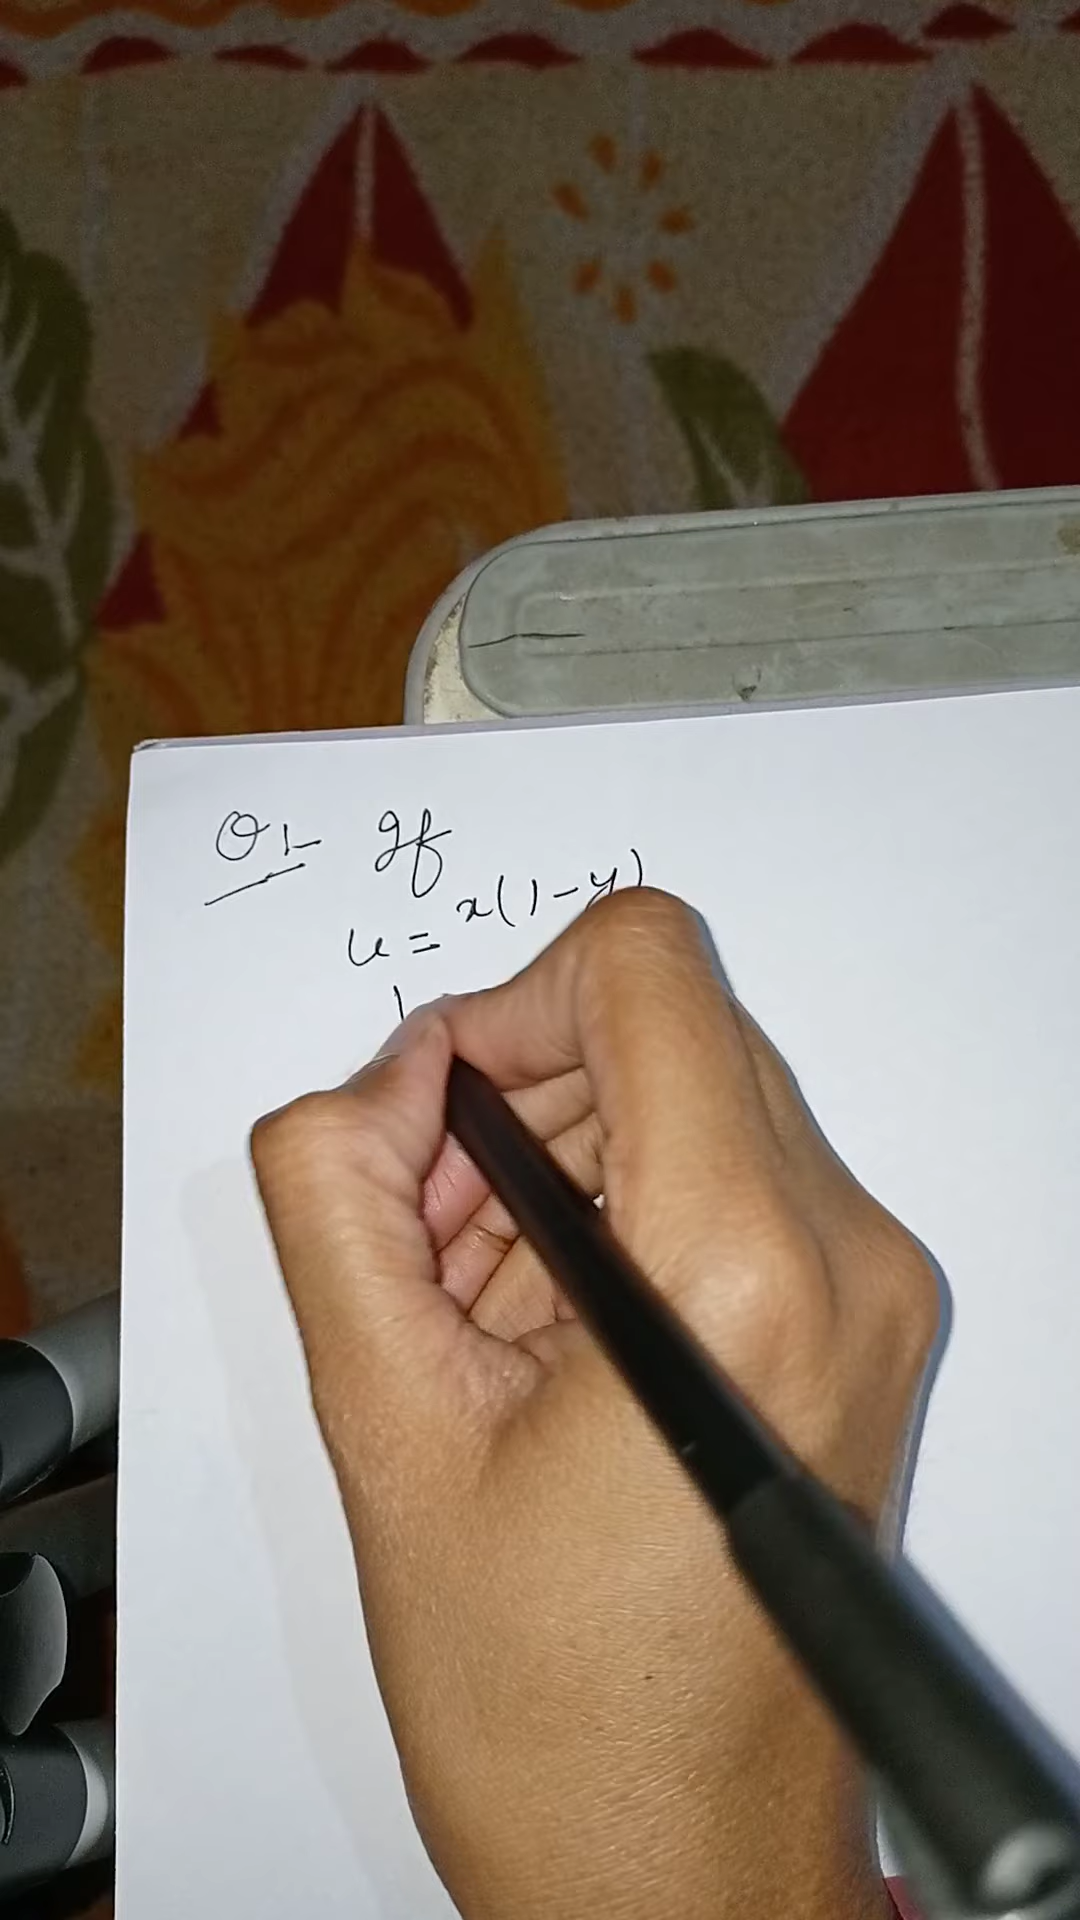 Q1- If
u = x(1-y)